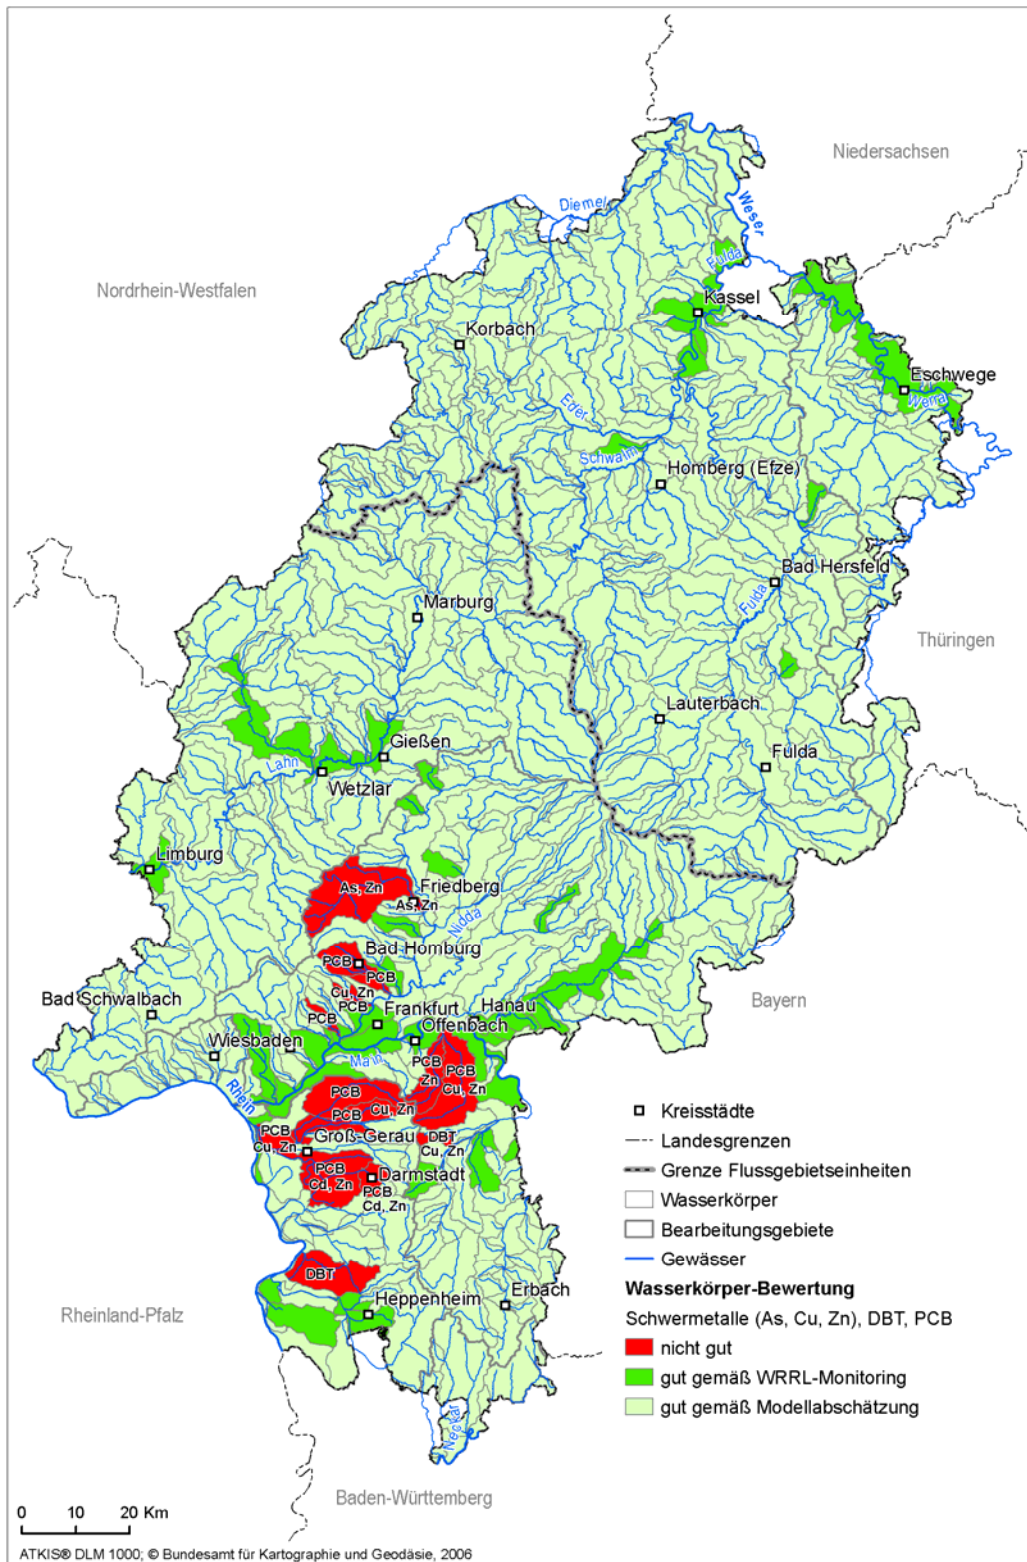 Niedersachsen
Diemel
Weser
Fulda
Nordrhein-Westfalen
Kassel
Korbach
Eschwege
Werra
Eder
Schwalm
Homberg (Efze)
Bad Hersfeld
Fulda
Marburg
Thüringen
Lauterbach
Gießen
Fulda
Lahn
Wetzlar
Limburg
As, Zn
Friedberg
As, Zn
Nidda
Bad Homburg
PCB
PCB
Cu, Zn
PCB
PCB
Bad Schwalbach
Bayern
Frankfurt
Hanau
Offenbach
Wiesbaden
Main
Rhein
PCB
Zn
PCB
Cu, Zn
PCB
PCB
Cu, Zn
PCB
Cu, Zn
Groß-Gerau
DBT
Cu, Zn
PCB
Cd, Zn
Darmstadt
PCB
Cd, Zn
DBT
Heppenheim
Erbach
Rheinland-Pfalz
Neckar
Baden-Württemberg
Kreisstädte
Landesgrenzen
Grenze Flussgebietseinheiten
Wasserkörper
Bearbeitungsgebiete
Gewässer
Wasserkörper-Bewertung
Schwermetalle (As, Cu, Zn), DBT, PCB
nicht gut
gut gemäß WRRL-Monitoring
gut gemäß Modellabschätzung
0 10 20 Km
ATKIS® DLM 1000; © Bundesamt für Kartographie und Geodäsie, 2006